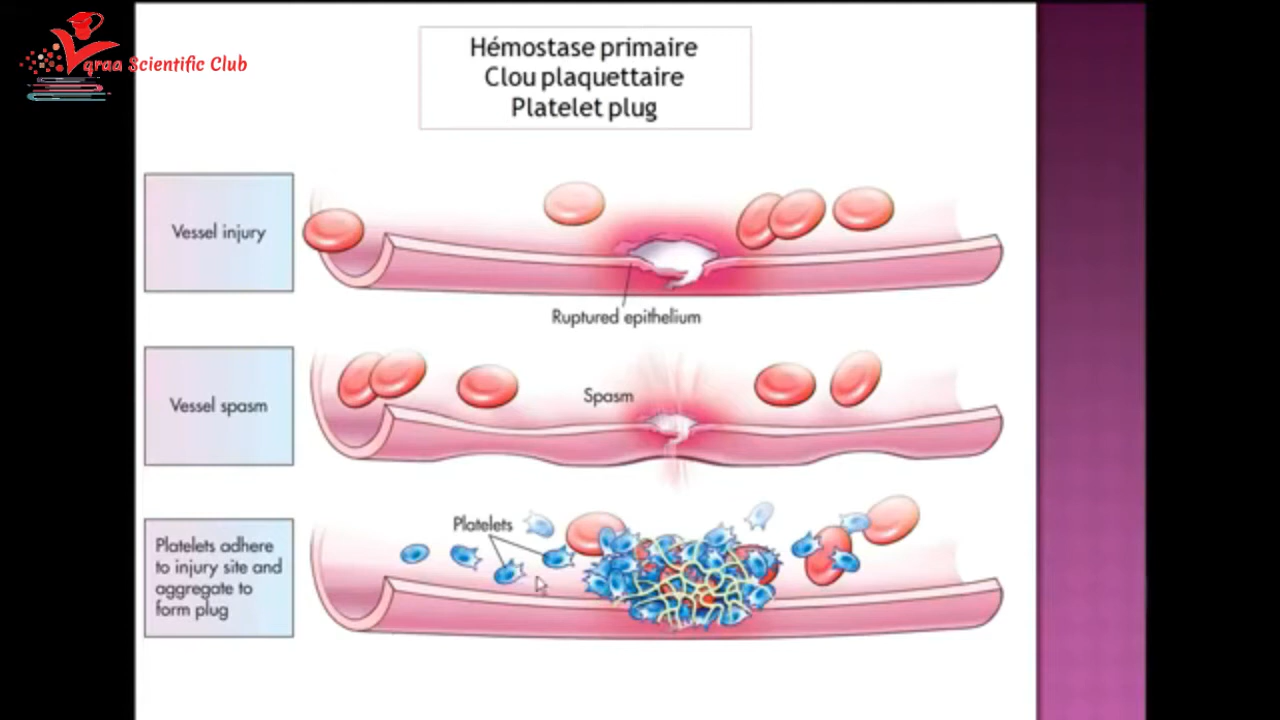 qraa Scientific Club
Hémostase primaire
Clou plaquettaire
Platelet plug
Vessel injury
Ruptured epithelium
Vessel spasm
Spasm
Platelets
Platelets adhere
to injury site and
aggregate to
form plug